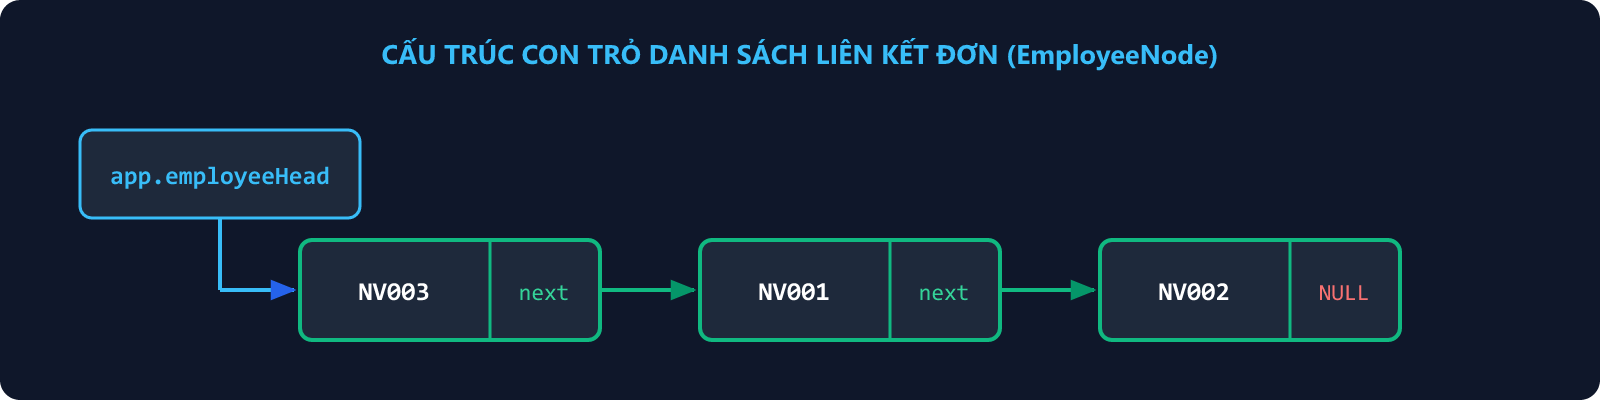 CẤU TRÚC CON TRỎ DANH SÁCH LIÊN KẾT ĐƠN (EmployeeNode)
app.employeeHead
NV003 next NV001 next NV002 NULL